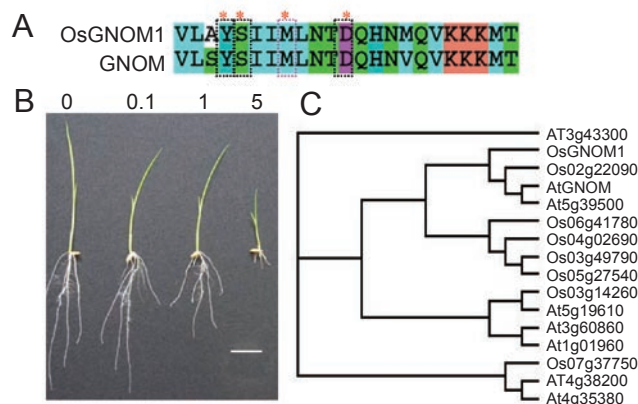 A
* * * *
OsGNOM1 VLAYSIIMLNTDQHNMQVKKKMT
GNOM VLSYSIIMLNTDQHNVQVKKKMT
B
0 0.1 1 5
C
AT3g43300
OsGNOM1
Os02g22090
AtGNOM
At5g39500
Os06g41780
Os04g02690
Os03g49790
Os05g27540
Os03g14260
At5g19610
At3g60860
At1g01960
Os07g37750
AT4g38200
At4g35380